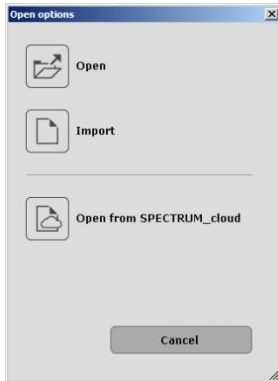 Open options
Open
Import
Open from SPECTRUM_cloud
Cancel